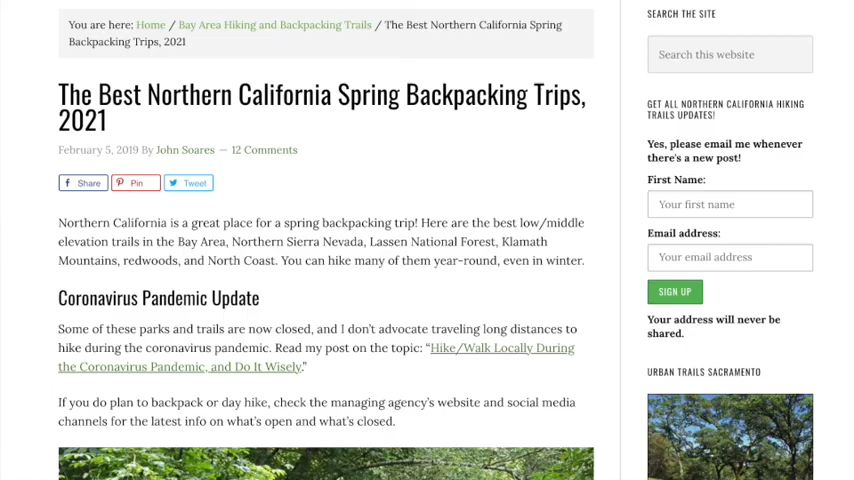 You are here: Home / Bay Area Hiking and Backpacking Trails / The Best Northern California Spring
Backpacking Trips, 2021
The Best Northern California Spring Backpacking Trips,
2021
February 5, 2019 By John Soares — 12 Comments
Share
Pin
Tweet
Northern California is a great place for a spring backpacking trip! Here are the best low/middle
elevation trails in the Bay Area, Northern Sierra Nevada, Lassen National Forest, Klamath
Mountains, redwoods, and North Coast. You can hike many of them year-round, even in winter.
Coronavirus Pandemic Update
Some of these parks and trails are now closed, and I don't advocate traveling long distances to
hike during the coronavirus pandemic. Read my post on the topic: “Hike/Walk Locally During
the Coronavirus Pandemic, and Do It Wisely.”
If you do plan to backpack or day hike, check the managing agency's website and social media
channels for the latest info on what's open and what's closed.
SEARCH THE SITE
Search this website
GET ALL NORTHERN CALIFORNIA HIKING
TRAILS UPDATES!
Yes, please email me whenever
there's a new post!
First Name:
Your first name
Email address:
Your email address
SIGN UP
Your address will never be
shared.
URBAN TRAILS SACRAMENTO